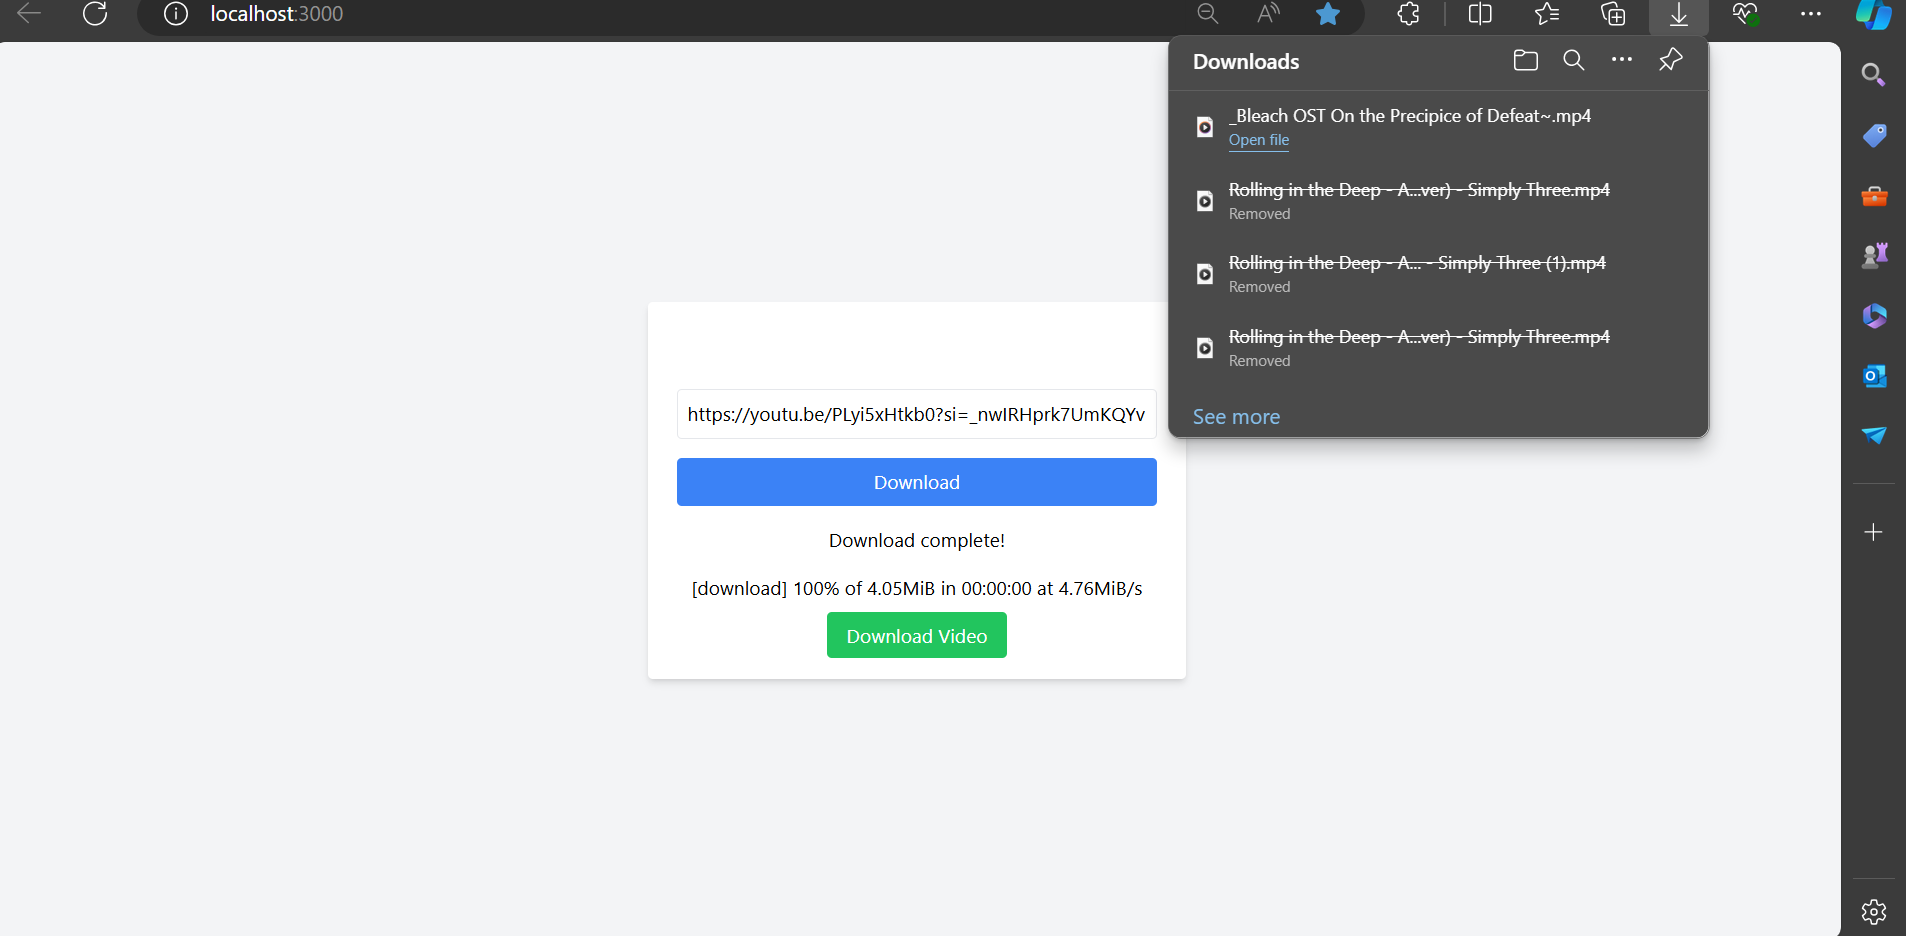 localhost:3000
Downloads
_Bleach OST On the Precipice of Defeat~.mp4
Open file
Rolling in the Deep - A...ver) - Simply Three.mp4
Removed
Rolling in the Deep - A... - Simply Three (1).mp4
Removed
Rolling in the Deep - A...ver) - Simply Three.mp4
Removed
See more
https://youtu.be/PLyi5xHtkb0?si=_nwIRHprk7UmKQYv
Download
Download complete!
[download] 100% of 4.05MiB in 00:00:00 at 4.76MiB/s
Download Video